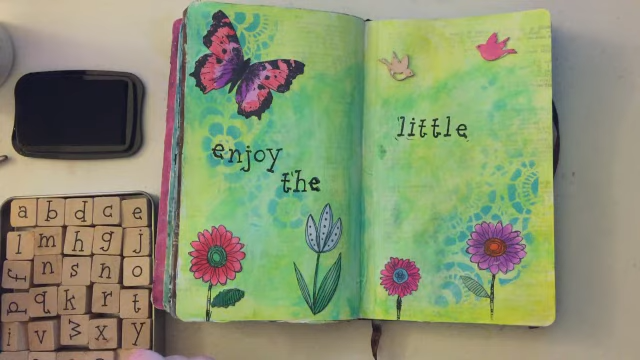 enjoy
the
little
a b d c e
l m h g j
f n s h o
p q k r t
i v w x y